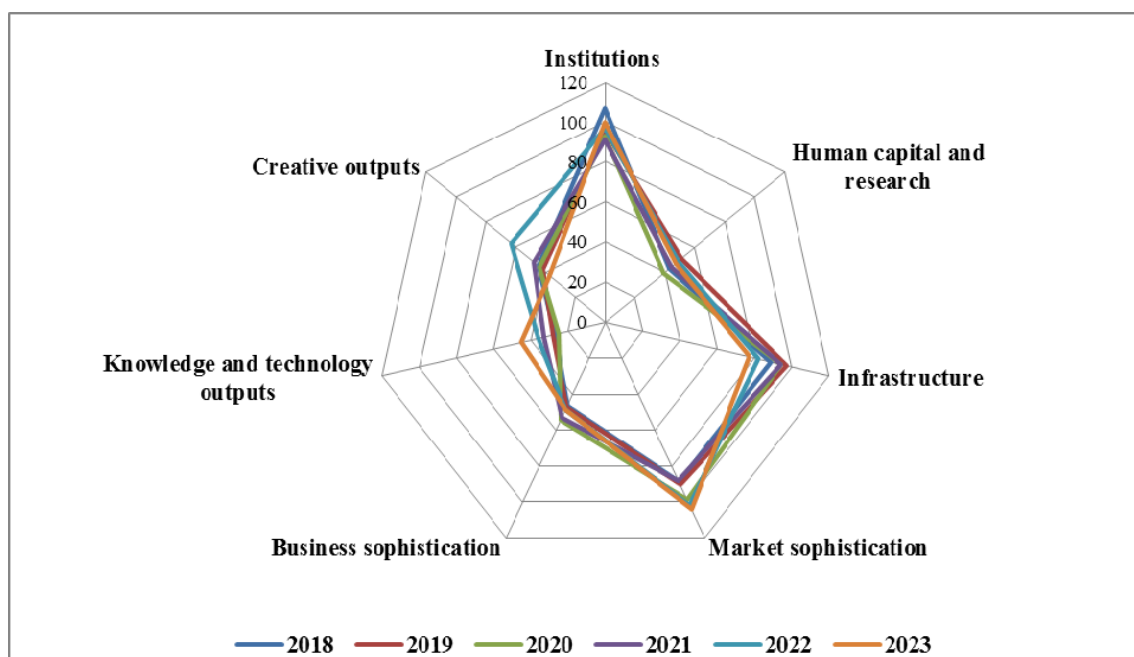 Institutions
120
100
80
60
40
20
0
Human capital and
research
Infrastructure
Market sophistication
Business sophistication
Knowledge and technology
outputs
Creative outputs
2018 2019 2020 2021 2022 2023